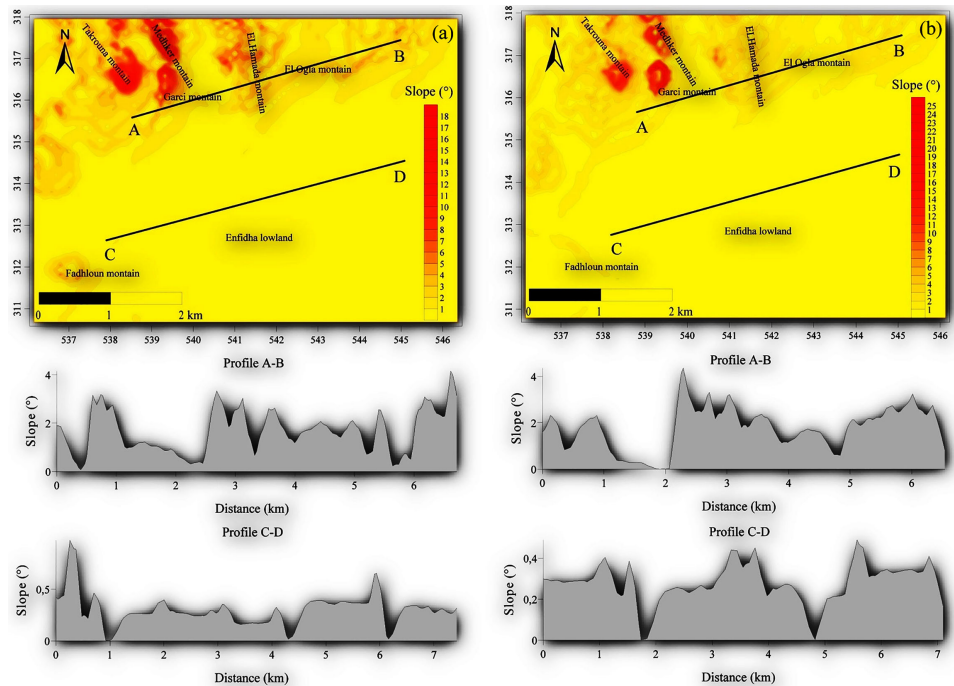 (a)
N
Takrouna montain
Medhker montain
ELHamada montain
El Ogla montain
Garci montain
A
B
C
D
Enfidha lowland
Fadhloun montain
0 1 2 km
Slope (°)
18
17
16
15
14
13
12
11
10
9
8
7
6
5
4
3
2
1
318
317
316
315
314
313
312
311
537 538 539 540 541 542 543 544 545 546
(b)
N
Takrouna montain
Medhker montain
ELHamada montain
El Ogla montain
Garci montain
A
B
C
D
Enfidha lowland
Fadhloun montain
0 1 2 km
Slope (°)
25
24
23
22
21
20
19
18
17
16
15
14
13
12
11
10
9
8
7
6
5
4
3
2
1
318
317
316
315
314
313
312
311
537 538 539 540 541 542 543 544 545 546
Profile A-B
Slope (°)
4
2
0
0 1 2 3 4 5 6
Distance (km)
Profile A-B
Slope (°)
4
2
0
0 1 2 3 4 5 6
Distance (km)
Profile C-D
Slope (°)
0,5
0
0 1 2 3 4 5 6 7
Distance (km)
Profile C-D
Slope (°)
0,4
0,2
0
0 1 2 3 4 5 6 7
Distance (km)